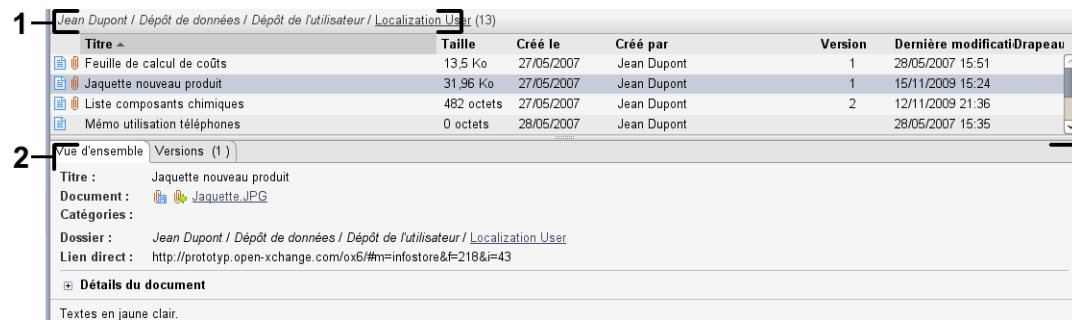 1
Jean Dupont / Dépôt de données / Dépôt de l'utilisateur / Localization User (13)
Titre Taille Créé le Créé par Version Dernière modificati Drapeau
Feuille de calcul de coûts 13,5 Ko 27/05/2007 Jean Dupont 1 28/05/2007 15:51
Jaquette nouveau produit 31,96 Ko 27/05/2007 Jean Dupont 1 15/11/2009 15:24
Liste composants chimiques 482 octets 27/05/2007 Jean Dupont 2 12/11/2009 21:36
Mémo utilisation téléphones 0 octets 28/05/2007 Jean Dupont 28/05/2007 15:35
2
Vue d'ensemble Versions (1)
Titre : Jaquette nouveau produit
Document : Jaquette.JPG
Catégories :
Dossier : Jean Dupont / Dépôt de données / Dépôt de l'utilisateur / Localization User
Lien direct : http://prototyp.open-xchange.com/ox6/#m=infostore&f=218&i=43
Détails du document
Textes en jaune clair.